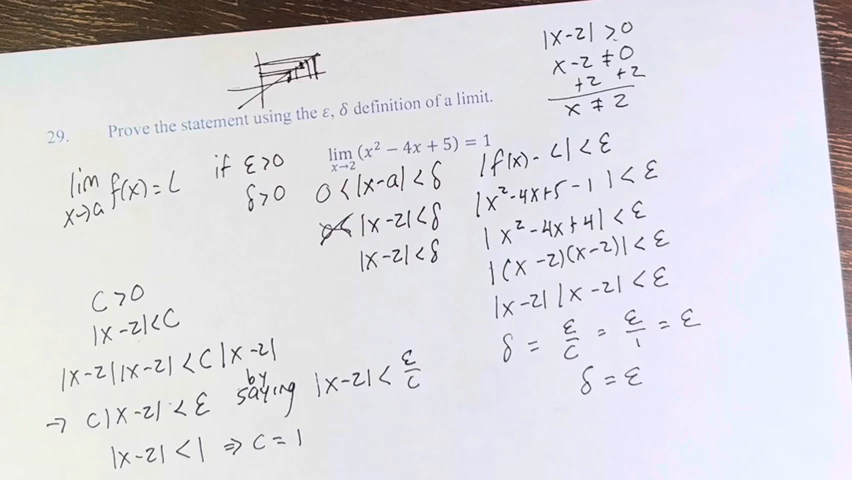 |x-2| > 0
x-2 ≠ 0
+2 +2
x ≠ 2
29. Prove the statement using the ε, δ definition of a limit.
lim x→2 (x² − 4x + 5) = 1
lim x→a f(x) = L if ε>0
δ>0
0 < |x-a| < δ
0< |x-2| < δ
|x-2| < δ
|f(x) - L| < ε
|x²-4x+5-1| < ε
|x²-4x+4| < ε
|(x-2)(x-2)| < ε
|x-2| |x-2| < ε
δ = ε/C = ε/1 = ε
δ = ε
C > 0
|x-2| < C
|x-2||x-2| < C|x-2|
→ C|x-2| < ε by saying |x-2| < ε/C
|x-2| < 1 ⇒ C = 1